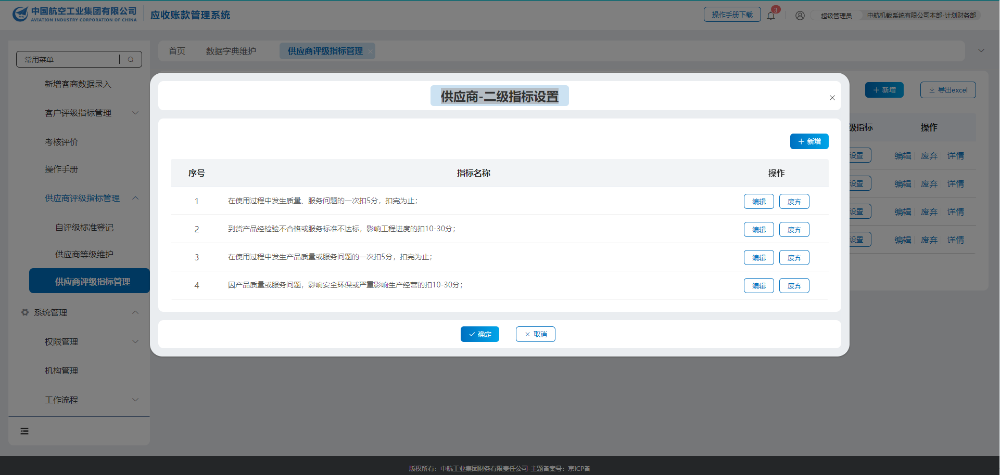 中国航空工业集团有限公司
AVIATION INDUSTRY CORPORATION OF CHINA
应收账款管理系统
操作手册下载
3
超级管理员
中航机载系统有限公司本部-计划财务部
常用菜单
首页
数据字典维护
供应商评级指标管理
新增客商数据录入
客户评级指标管理
考核评价
操作手册
供应商评级指标管理
自评级标准登记
供应商等级维护
供应商评级指标管理
系统管理
权限管理
机构管理
工作流程
新增
导出excel
级指标
操作
设置
编辑
废弃
详情
设置
编辑
废弃
详情
设置
编辑
废弃
详情
设置
编辑
废弃
详情
供应商-二级指标设置
新增
序号
指标名称
操作
1
在使用过程中发生质量、服务问题的一次扣5分，扣完为止；
编辑
废弃
2
到货产品经检验不合格或服务标准不达标，影响工程进度的扣10-30分；
编辑
废弃
3
在使用过程中发生产品质量或服务问题的一次扣5分，扣完为止；
编辑
废弃
4
因产品质量或服务问题，影响安全环保或严重影响生产经营的扣10-30分；
编辑
废弃
确定
取消
版权所有：中航工业集团财务有限责任公司-主题备案号：京ICP备